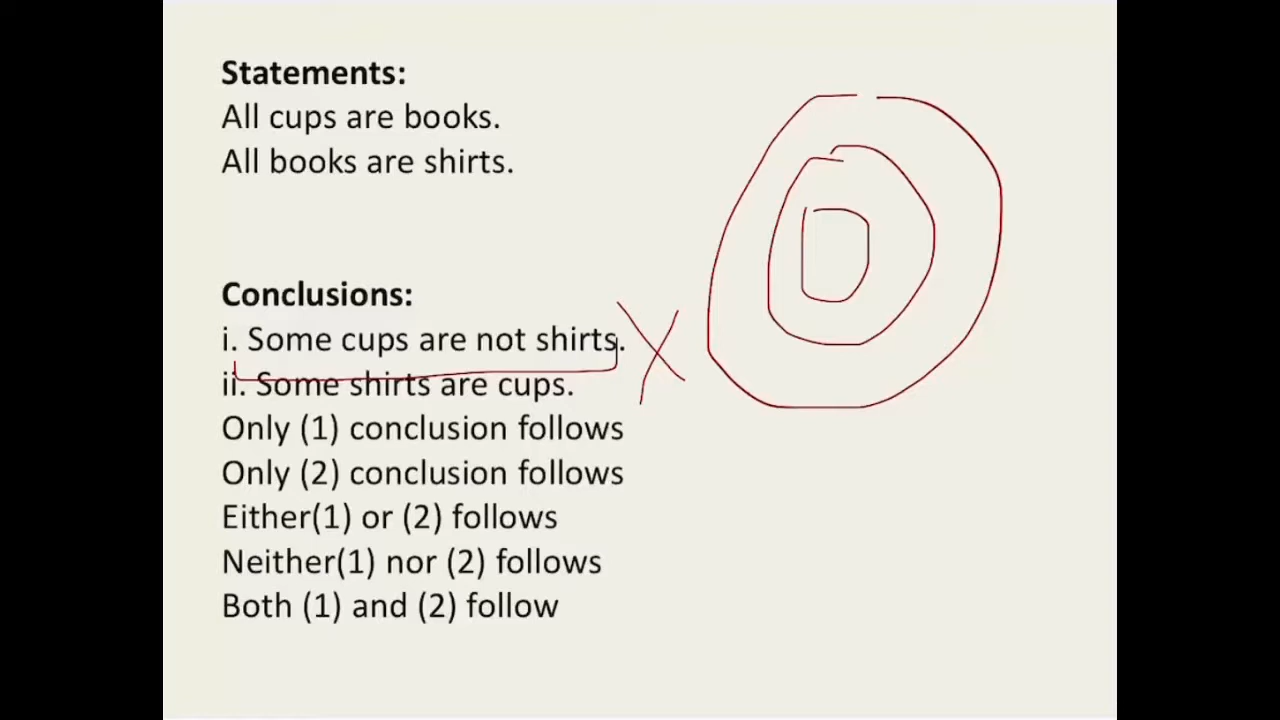 Statements:
All cups are books.
All books are shirts.
Conclusions:
i. Some cups are not shirts.
ii. Some shirts are cups.
Only (1) conclusion follows
Only (2) conclusion follows
Either(1) or (2) follows
Neither(1) nor (2) follows
Both (1) and (2) follow